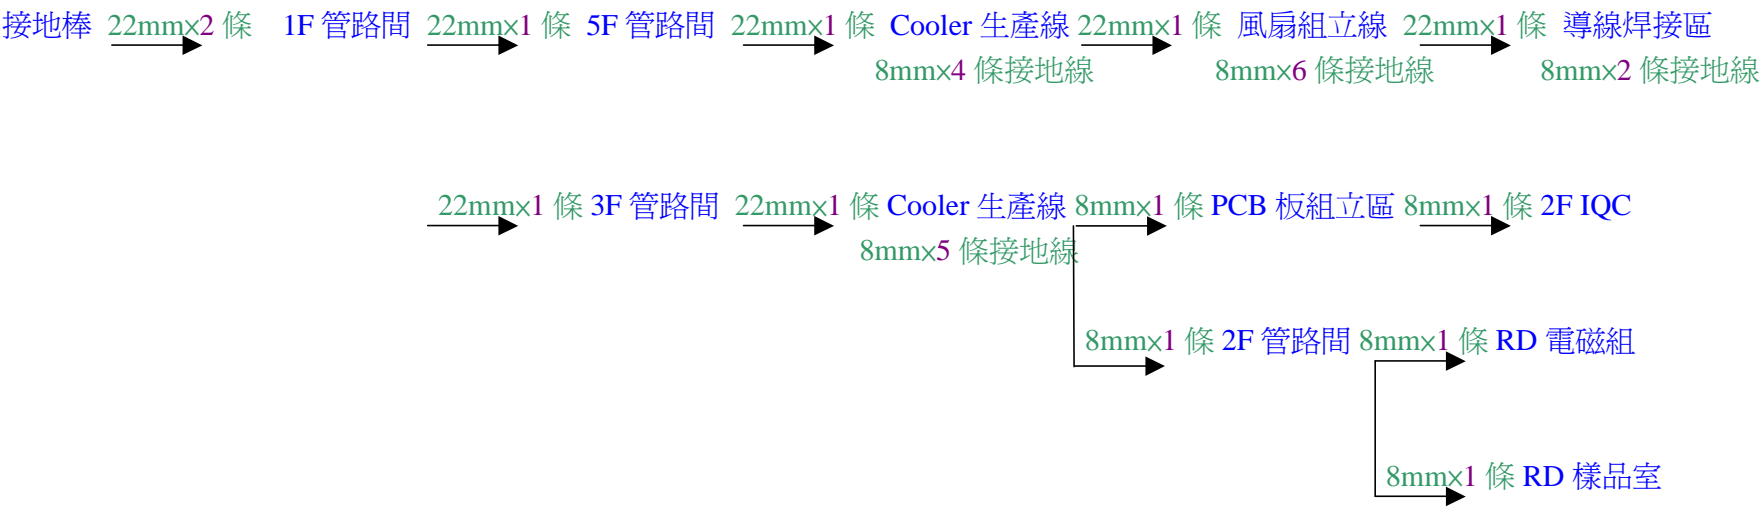 接地棒 22mm×2 條 1F 管路間 22mm×1 條 5F 管路間 22mm×1 條 Cooler 生產線 22mm×1 條 風扇組立線 22mm×1 條 導線焊接區
8mm×4 條接地線 8mm×6 條接地線 8mm×2 條接地線
22mm×1 條 3F 管路間 22mm×1 條 Cooler 生產線 8mm×1 條 PCB 板組立區 8mm×1 條 2F IQC
8mm×5 條接地線
8mm×1 條 2F 管路間 8mm×1 條 RD 電磁組
8mm×1 條 RD 樣品室